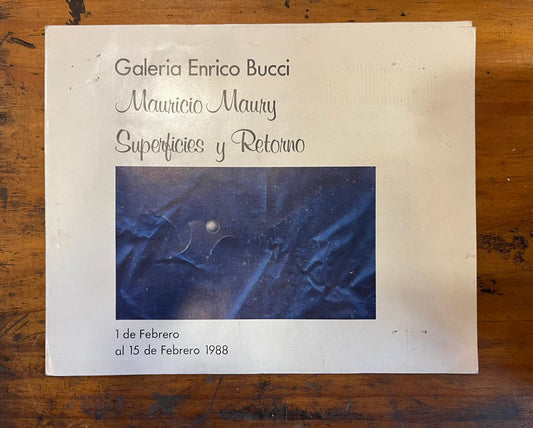 Galeria Enrico Bucci
Mauricio Maury
Superficies y Retorno
1 de Febrero
al 15 de Febrero 1988